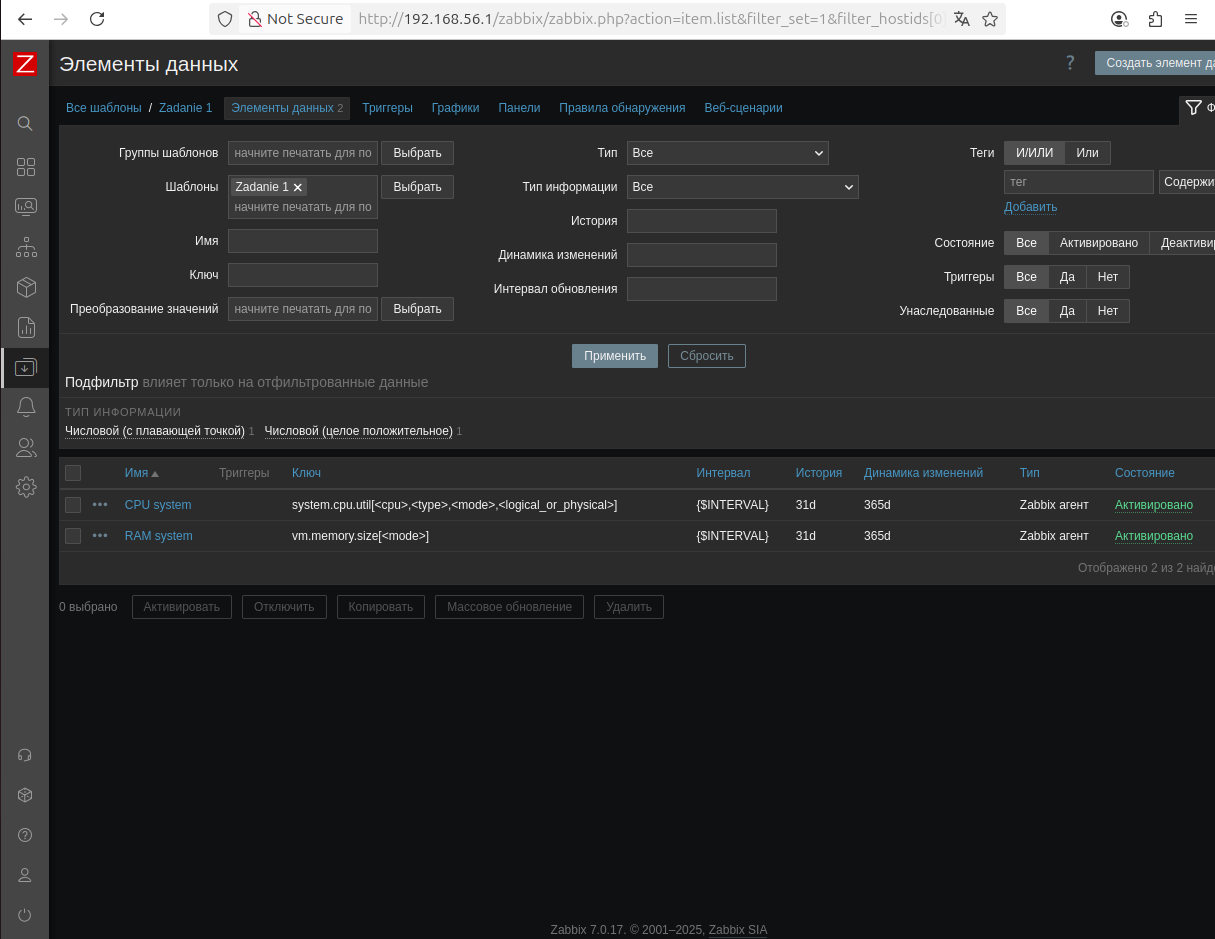 Not Secure http://192.168.56.1/zabbix/zabbix.php?action=item.list&filter_set=1&filter_hostids[0]
Z Элементы данных ? Создать элемент да
Все шаблоны / Zadanie 1 Элементы данных 2 Триггеры Графики Панели Правила обнаружения Веб-сценарии Ф
Группы шаблонов начните печатать для по Выбрать Тип Все Теги И/ИЛИ Или
Шаблоны Zadanie 1 Выбрать Тип информации Все тег Содержи
начните печатать для по Добавить
История
Имя Состояние Все Активировано Деактиви
Динамика изменений
Ключ Триггеры Все Да Нет
Интервал обновления
Преобразование значений начните печатать для по Выбрать Унаследованные Все Да Нет
Применить Сбросить
Подфильтр влияет только на отфильтрованные данные
ТИП ИНФОРМАЦИИ
Числовой (с плавающей точкой) 1 Числовой (целое положительное) 1
Имя Триггеры Ключ Интервал История Динамика изменений Тип Состояние
CPU system system.cpu.util[<cpu>,<type>,<mode>,<logical_or_physical>] {$INTERVAL} 31d 365d Zabbix агент Активировано
RAM system vm.memory.size[<mode>] {$INTERVAL} 31d 365d Zabbix агент Активировано
Отображено 2 из 2 найд
0 выбрано Активировать Отключить Копировать Массовое обновление Удалить
Zabbix 7.0.17. © 2001–2025, Zabbix SIA